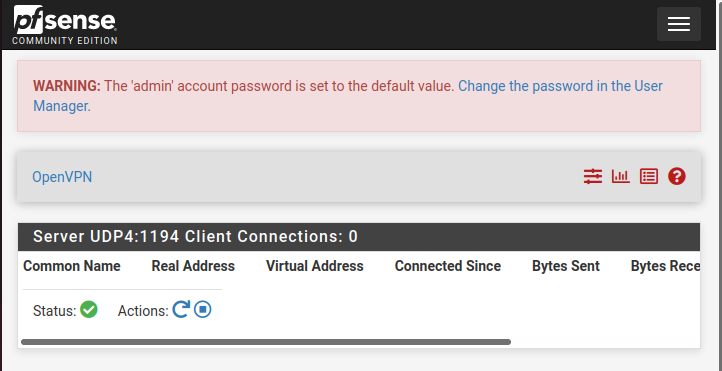 pfsense
COMMUNITY EDITION
WARNING: The 'admin' account password is set to the default value. Change the password in the User
Manager.
OpenVPN
Server UDP4:1194 Client Connections: 0
Common Name Real Address Virtual Address Connected Since Bytes Sent Bytes Rece
Status: Actions: